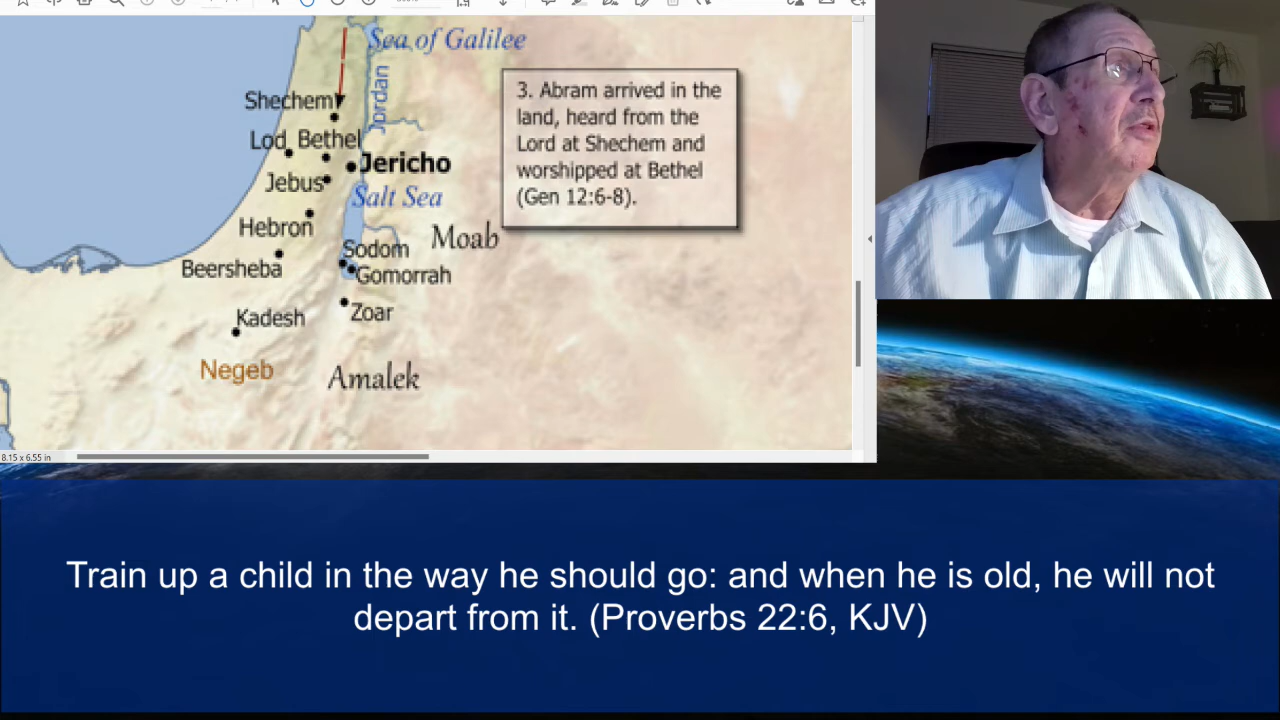 Sea of Galilee
Jordan
Shechem
Lod Bethel
Jericho
Jebus
Salt Sea
Hebron
Moab
Sodom
Beersheba
Gomorrah
Zoar
Kadesh
Negeb
Amalek
3. Abram arrived in the
land, heard from the
Lord at Shechem and
worshipped at Bethel
(Gen 12:6-8).
8.15 x 6.55 in
Train up a child in the way he should go: and when he is old, he will not
depart from it. (Proverbs 22:6, KJV)